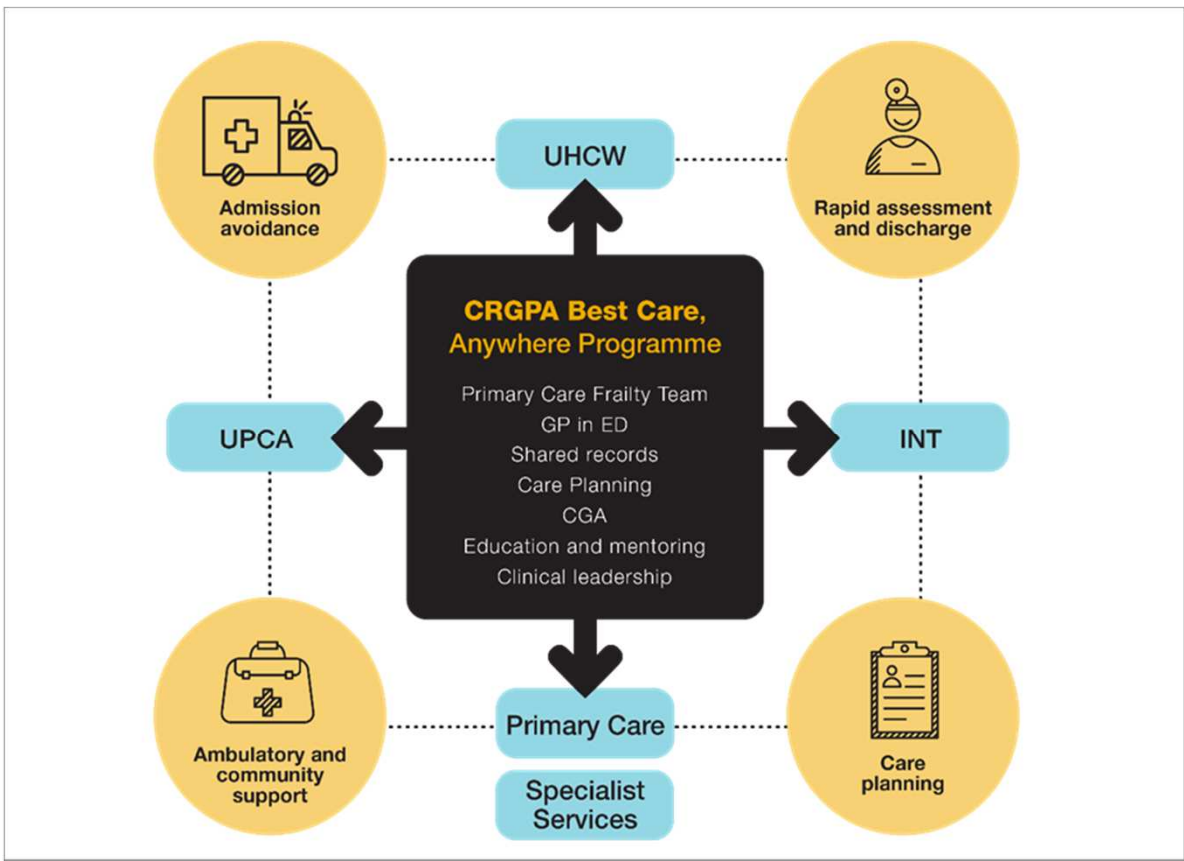 Admission
avoidance
UHCW
Rapid assessment
and discharge
CRGPA Best Care,
Anywhere Programme
Primary Care Frailty Team
GP in ED
Shared records
Care Planning
CGA
Education and mentoring
Clinical leadership
UPCA
INT
Ambulatory and
community
support
Primary Care
Specialist
Services
Care
planning